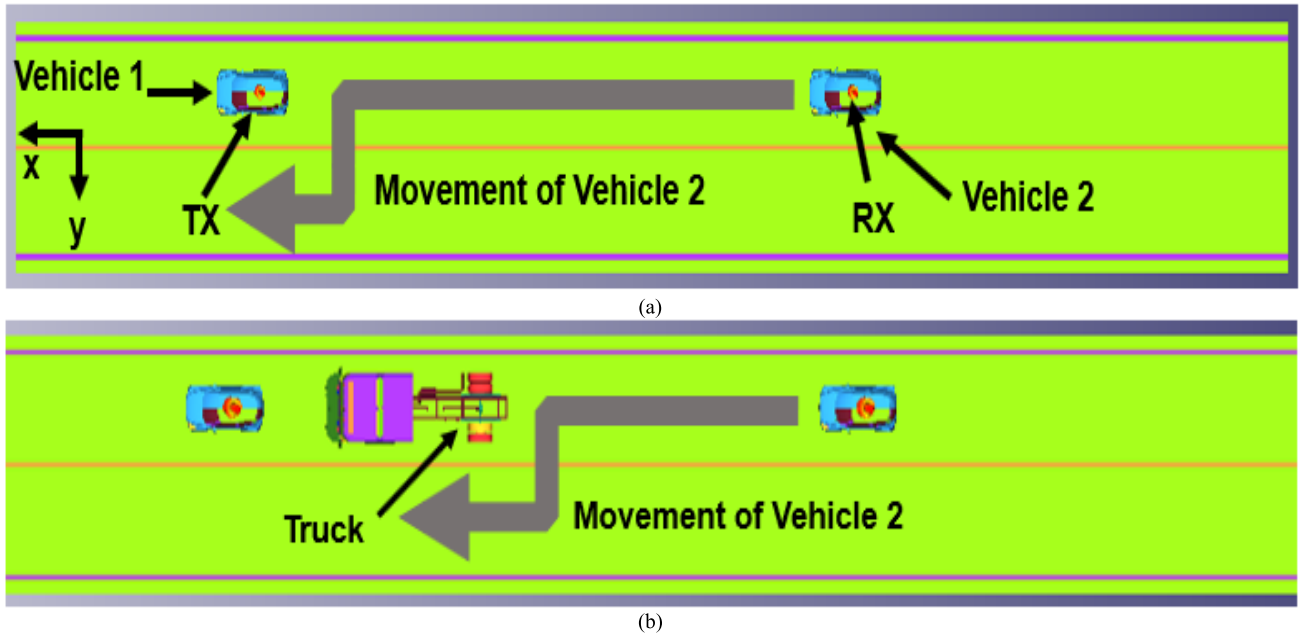 Vehicle 1
x
y
TX
Movement of Vehicle 2
RX
Vehicle 2
(a)
Truck
Movement of Vehicle 2
(b)